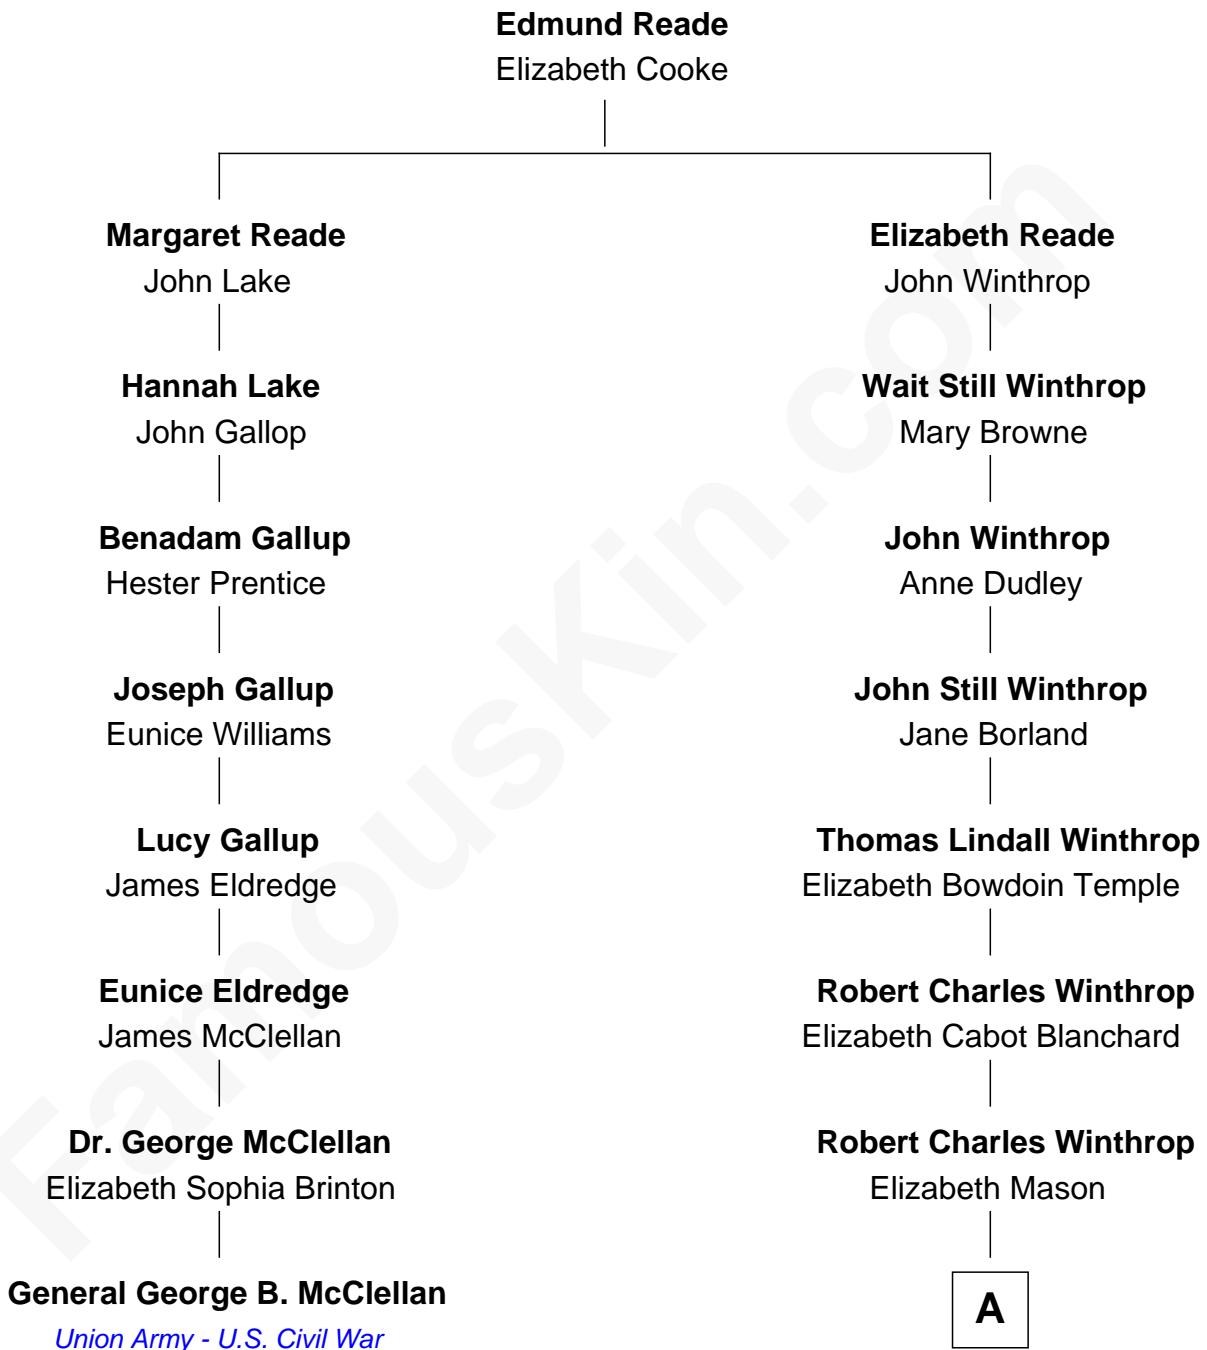 Edmund Reade
Elizabeth Cooke
Margaret Reade
John Lake
Elizabeth Reade
John Winthrop
Hannah Lake
John Gallop
Wait Still Winthrop
Mary Browne
Benadam Gallup
Hester Prentice
John Winthrop
Anne Dudley
Joseph Gallup
Eunice Williams
John Still Winthrop
Jane Borland
Lucy Gallup
James Eldredge
Thomas Lindall Winthrop
Elizabeth Bowdoin Temple
Eunice Eldredge
James McClellan
Robert Charles Winthrop
Elizabeth Cabot Blanchard
Dr. George McClellan
Elizabeth Sophia Brinton
Robert Charles Winthrop
Elizabeth Mason
General George B. McClellan
Union Army - U.S. Civil War
A
FamousKin.com